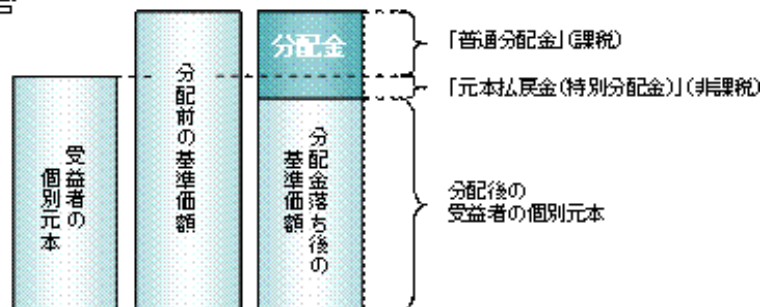 分配金
「普通分配金」(課税)
「元本払戻金(特別分配金)」(非課税)
受益者の
個別元本
分配前の基準価額
分配金落ち後の
基準価額
分配後の
受益者の個別元本